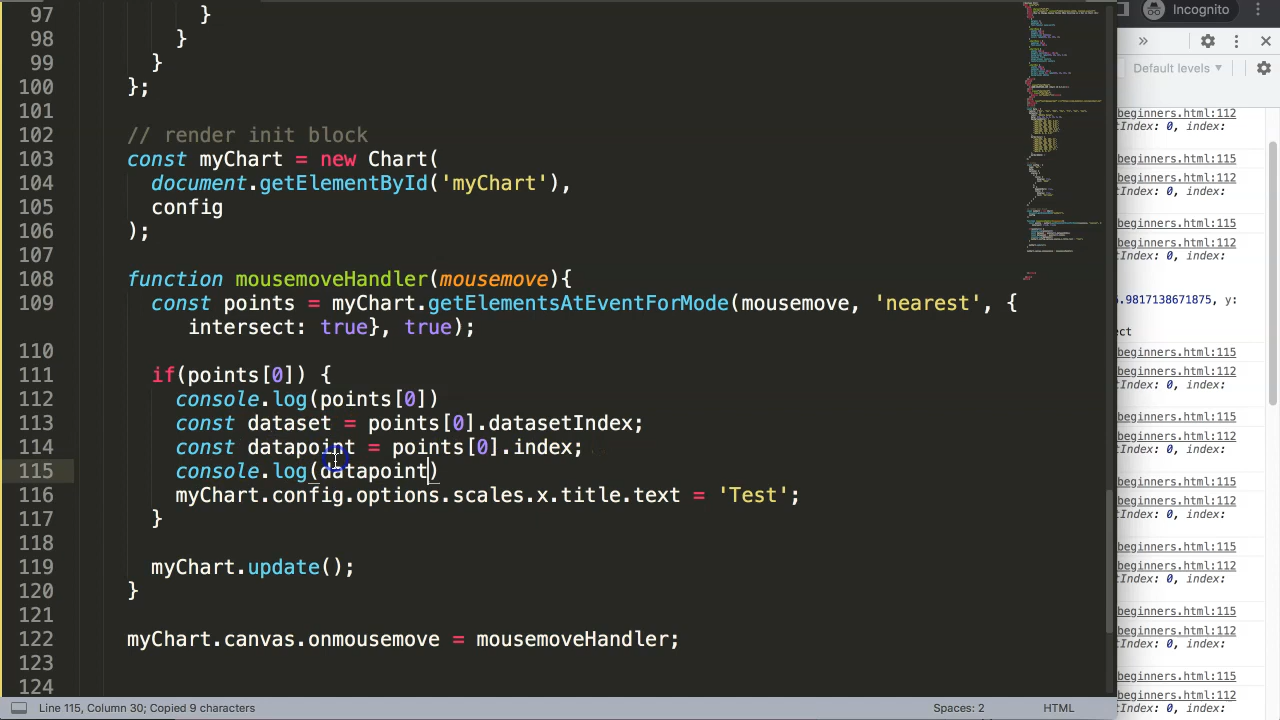 97 }
98 }
99 }
100 };
101
102 // render init block
103 const myChart = new Chart(
104 document.getElementById('myChart'),
105 config
106 );
107
108 function mousemoveHandler(mousemove){
109 const points = myChart.getElementsAtEventForMode(mousemove, 'nearest', {
intersect: true}, true);
110
111 if(points[0]) {
112 console.log(points[0])
113 const dataset = points[0].datasetIndex;
114 const datapoint = points[0].index;
115 console.log(datapoint)
116 myChart.config.options.scales.x.title.text = 'Test';
117 }
118
119 myChart.update();
120 }
121
122 myChart.canvas.onmousemove = mousemoveHandler;
123
124
Line 115, Column 30; Copied 9 characters
Spaces: 2
HTML
Incognito
Default levels ▼
beginners.html:112
tIndex: 0, index:
beginners.html:115
beginners.html:112
tIndex: 0, index:
beginners.html:115
beginners.html:112
tIndex: 0, index:
6.9817138671875, y:
ect
beginners.html:115
beginners.html:112
tIndex: 0, index:
beginners.html:115
beginners.html:112
tIndex: 0, index:
beginners.html:115
beginners.html:112
tIndex: 0, index:
beginners.html:115
beginners.html:112
tIndex: 0, index:
beginners.html:115
beginners.html:112
tIndex: 0, index:
beginners.html:115
beginners.html:112
tIndex: 0, index: